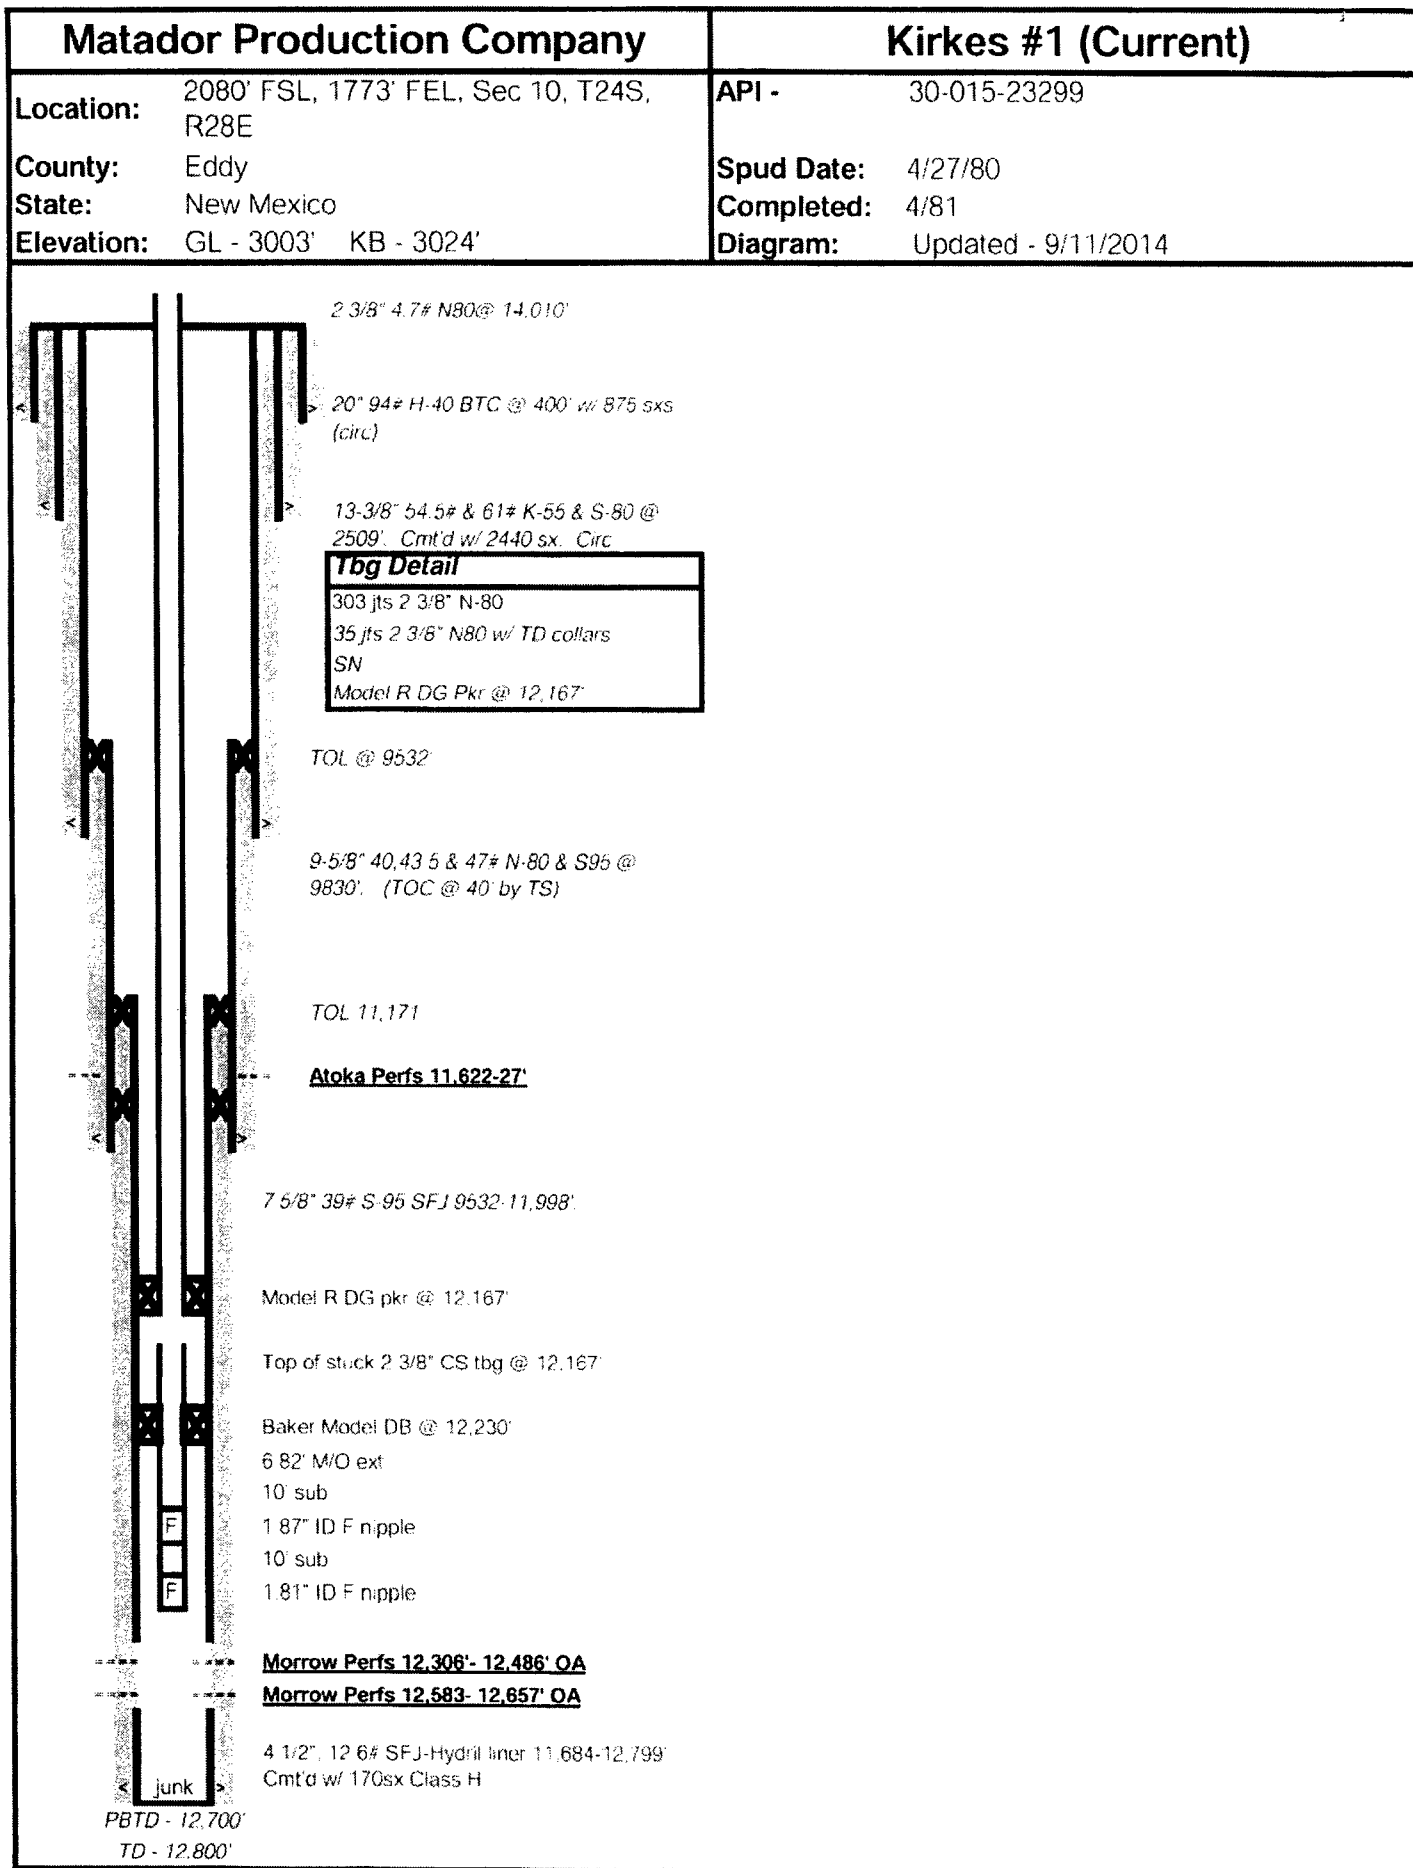 Matador Production Company
Kirkes #1 (Current)
Location: 2080' FSL, 1773' FEL, Sec 10, T24S,
R28E
API - 30-015-23299
County: Eddy
Spud Date: 4/27/80
State: New Mexico
Completed: 4/81
Elevation: GL - 3003' KB - 3024'
Diagram: Updated - 9/11/2014
2 3/8" 4.7# N80@ 14,010'
20" 94# H-40 BTC @ 400' w/ 875 sxs
(circ)
13-3/8" 54.5# & 61# K-55 & S-80 @
2509'. Cmt'd w/ 2440 sx. Circ
Tbg Detail
303 jts 2 3/8" N-80
35 jts 2 3/8" N80 w/ TD collars
SN
Model R DG Pkr @ 12,167'
TOL @ 9532'
9-5/8" 40,43.5 & 47# N-80 & S95 @
9830'. (TOC @ 40' by TS)
TOL 11,171
Atoka Perfs 11,622-27'
7 5/8" 39# S-95 SFJ 9532-11,998'.
Model R DG pkr @ 12,167'
Top of stuck 2 3/8" CS tbg @ 12,167'
Baker Model DB @ 12,230'
6.82' M/O ext
10' sub
F
1.87" ID F nipple
10' sub
F
1.81" ID F nipple
Morrow Perfs 12,306'- 12,486' OA
Morrow Perfs 12,583- 12,657' OA
4 1/2", 12.6# SFJ-Hydril liner 11,684-12,799'
Cmt'd w/ 170sx Class H
junk
PBTD - 12,700'
TD - 12,800'